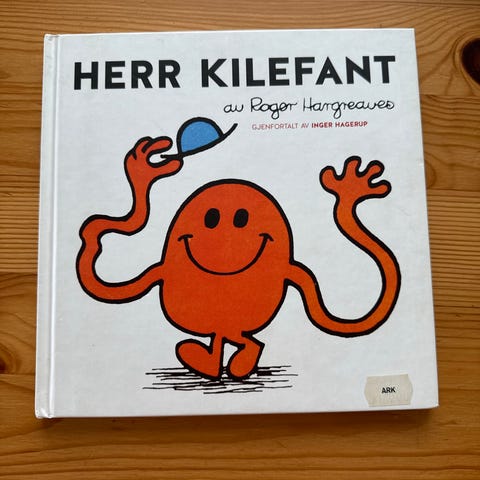 HERR KILEFANT
av Roger Hargreaves
GJENFORTALT AV INGER HAGERUP
ARK